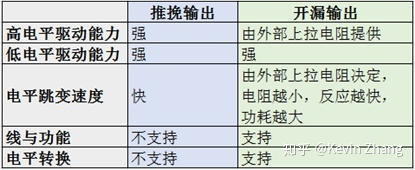 推挽输出 开漏输出
高电平驱动能力 强 由外部上拉电阻提供
低电平驱动能力 强 强
电平跳变速度 快 由外部上拉电阻决定，
电阻越小，反应越快，
功耗越大
线与功能 不支持 支持
电平转换 不支持 支持
知乎 @Kevin Zhang